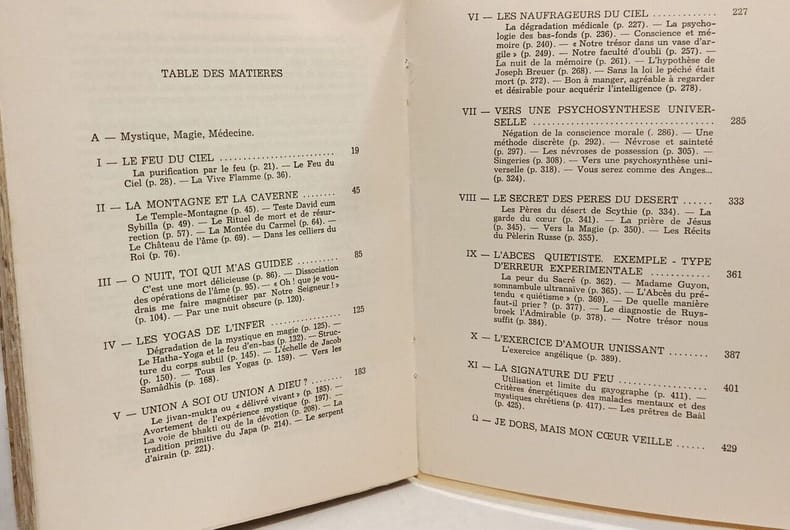 TABLE DES MATIERES
A — Mystique, Magie, Médecine.
I — LE FEU DU CIEL .......................... 19
La purification par le feu (p. 21). — Le Feu du
Ciel (p. 28). — La Vive Flamme (p. 36).
II — LA MONTAGNE ET LA CAVERNE ........ 45
Le Temple-Montagne (p. 45). — Teste David cum
Sybilla (p. 49). — Le Rituel de mort et de résur-
rection (p. 57). — La Montée du Carmel (p. 64). —
Le Château de l'âme (p. 69). — Dans les celliers du
Roi (p. 76).
III — O NUIT, TOI QUI M'AS GUIDEE .......... 85
C'est une mort délicieuse (p. 86). — Dissociation
des opérations de l'âme (p. 95). — « Oh ! que je vou-
drais me faire magnétiser par Notre Seigneur ! »
(p. 104). — Par une nuit obscure (p. 120).
IV — LES YOGAS DE L'INFER ................ 125
Dégradation de la mystique en magie (p. 125). —
Le Hatha-Yoga et le feu d'en-bas (p. 132). — Struc-
ture du corps subtil (p. 145). — L'échelle de Jacob
(p. 150). — Tous les Yogas (p. 159). — Vers les
Samâdhis (p. 168).
V — UNION A SOI OU UNION A DIEU ? ........ 183
Le jivan-mukta ou « délivré vivant » (p. 185). —
Avortement de l'expérience mystique (p. 197). —
La voie de bhakti ou de la dévotion (p. 208). — La
tradition primitive du Japa (p. 214). — Le serpent
d'airain (p. 221).
VI — LES NAUFRAGEURS DU CIEL .............. 227
La dégradation médicale (p. 227). — La psycho-
logie des bas-fonds (p. 236). — Conscience et mé-
moire (p. 240). — « Notre trésor dans un vase d'ar-
gile » (p. 249). — Notre faculté d'oubli (p. 257). —
La nuit de la mémoire (p. 261). — L'hypothèse de
Joseph Breuer (p. 268). — Sans la loi le péché était
mort (p. 272). — Bon à manger, agréable à regarder
et désirable pour acquérir l'intelligence (p. 278).
VII — VERS UNE PSYCHOSYNTHESE UNIVER-
SELLE .................................... 285
Négation de la conscience morale (. 286). — Une
méthode discrète (p. 292). — Névrose et sainteté
(p. 297). — Les névroses de possession (p. 305). —
Singeries (p. 308). — Vers une psychosynthèse uni-
verselle (p. 318). — Vous serez comme des Anges...
(p. 324).
VIII — LE SECRET DES PERES DU DESERT ...... 333
Les Pères du désert de Scythie (p. 334). — La
garde du cœur (p. 341). — La prière de Jésus
(p. 345). — Vers la Magie (p. 350). — Les Récits
du Pèlerin Russe (p. 355).
IX — L'ABCES QUIETISTE. EXEMPLE - TYPE
D'ERREUR EXPERIMENTALE ............ 361
La peur du Sacré (p. 362). — Madame Guyon,
somnambule ultranaïve (p. 365). — L'Abcès du pré-
tendu « quiétisme » (p. 369). — De quelle manière
faut-il prier ? (p. 377). — Le diagnostic de Ruys-
broek l'Admirable (p. 378). — Notre trésor nous
suffit (p. 384).
X — L'EXERCICE D'AMOUR UNISSANT ........ 387
L'exercice angélique (p. 389).
XI — LA SIGNATURE DU FEU .................. 401
Utilisation et limite du gayographe (p. 411). —
Critères énergétiques des malades mentaux et des
mystiques chrétiens (p. 417). — Les prêtres de Baâl
(p. 425).
Ω — JE DORS, MAIS MON CŒUR VEILLE ...... 429